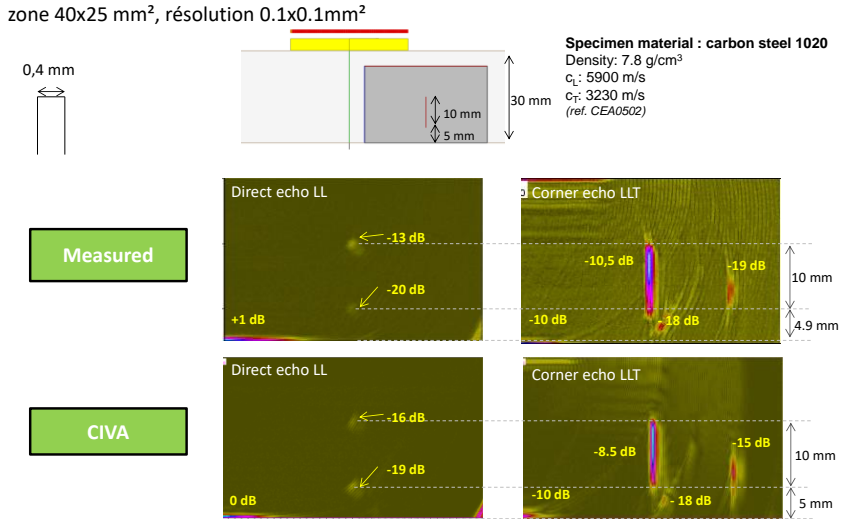 zone 40x25 mm², résolution 0.1x0.1mm²
0,4 mm
30 mm
10 mm
5 mm
Specimen material : carbon steel 1020
Density: 7.8 g/cm³
cL: 5900 m/s
cT: 3230 m/s
(ref. CEA0502)
Measured
Direct echo LL
-13 dB
-20 dB
+1 dB
Corner echo LLT
-10,5 dB
-19 dB
-10 dB
- 18 dB
10 mm
4.9 mm
CIVA
Direct echo LL
-16 dB
-19 dB
0 dB
Corner echo LLT
-8.5 dB
-15 dB
-10 dB
- 18 dB
10 mm
5 mm